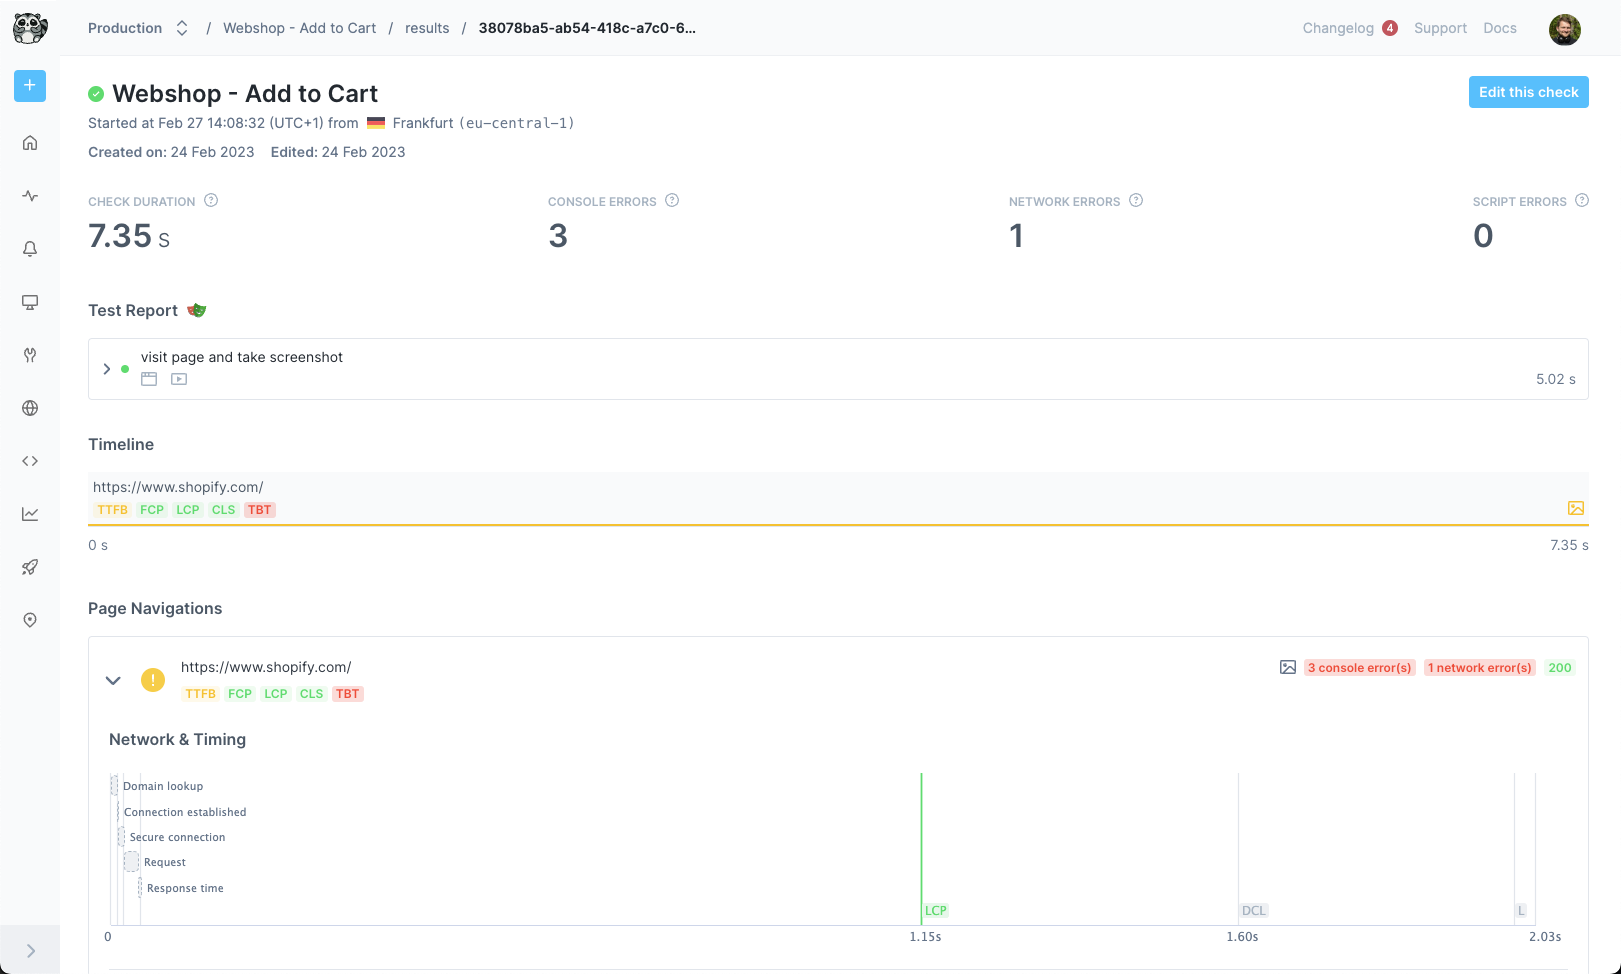 Production / Webshop - Add to Cart / results / 38078ba5-ab54-418c-a7c0-6...
Changelog 4 Support Docs
+
Webshop - Add to Cart
Edit this check
Started at Feb 27 14:08:32 (UTC+1) from Frankfurt (eu-central-1)
Created on: 24 Feb 2023 Edited: 24 Feb 2023
CHECK DURATION ? CONSOLE ERRORS ? NETWORK ERRORS ? SCRIPT ERRORS ?
7.35 s 3 1 0
Test Report
visit page and take screenshot
5.02 s
Timeline
https://www.shopify.com/
TTFB FCP LCP CLS TBT
0 s 7.35 s
Page Navigations
https://www.shopify.com/ 3 console error(s) 1 network error(s) 200
!
TTFB FCP LCP CLS TBT
Network & Timing
Domain lookup
Connection established
Secure connection
Request
Response time
LCP DCL L
0 1.15s 1.60s 2.03s